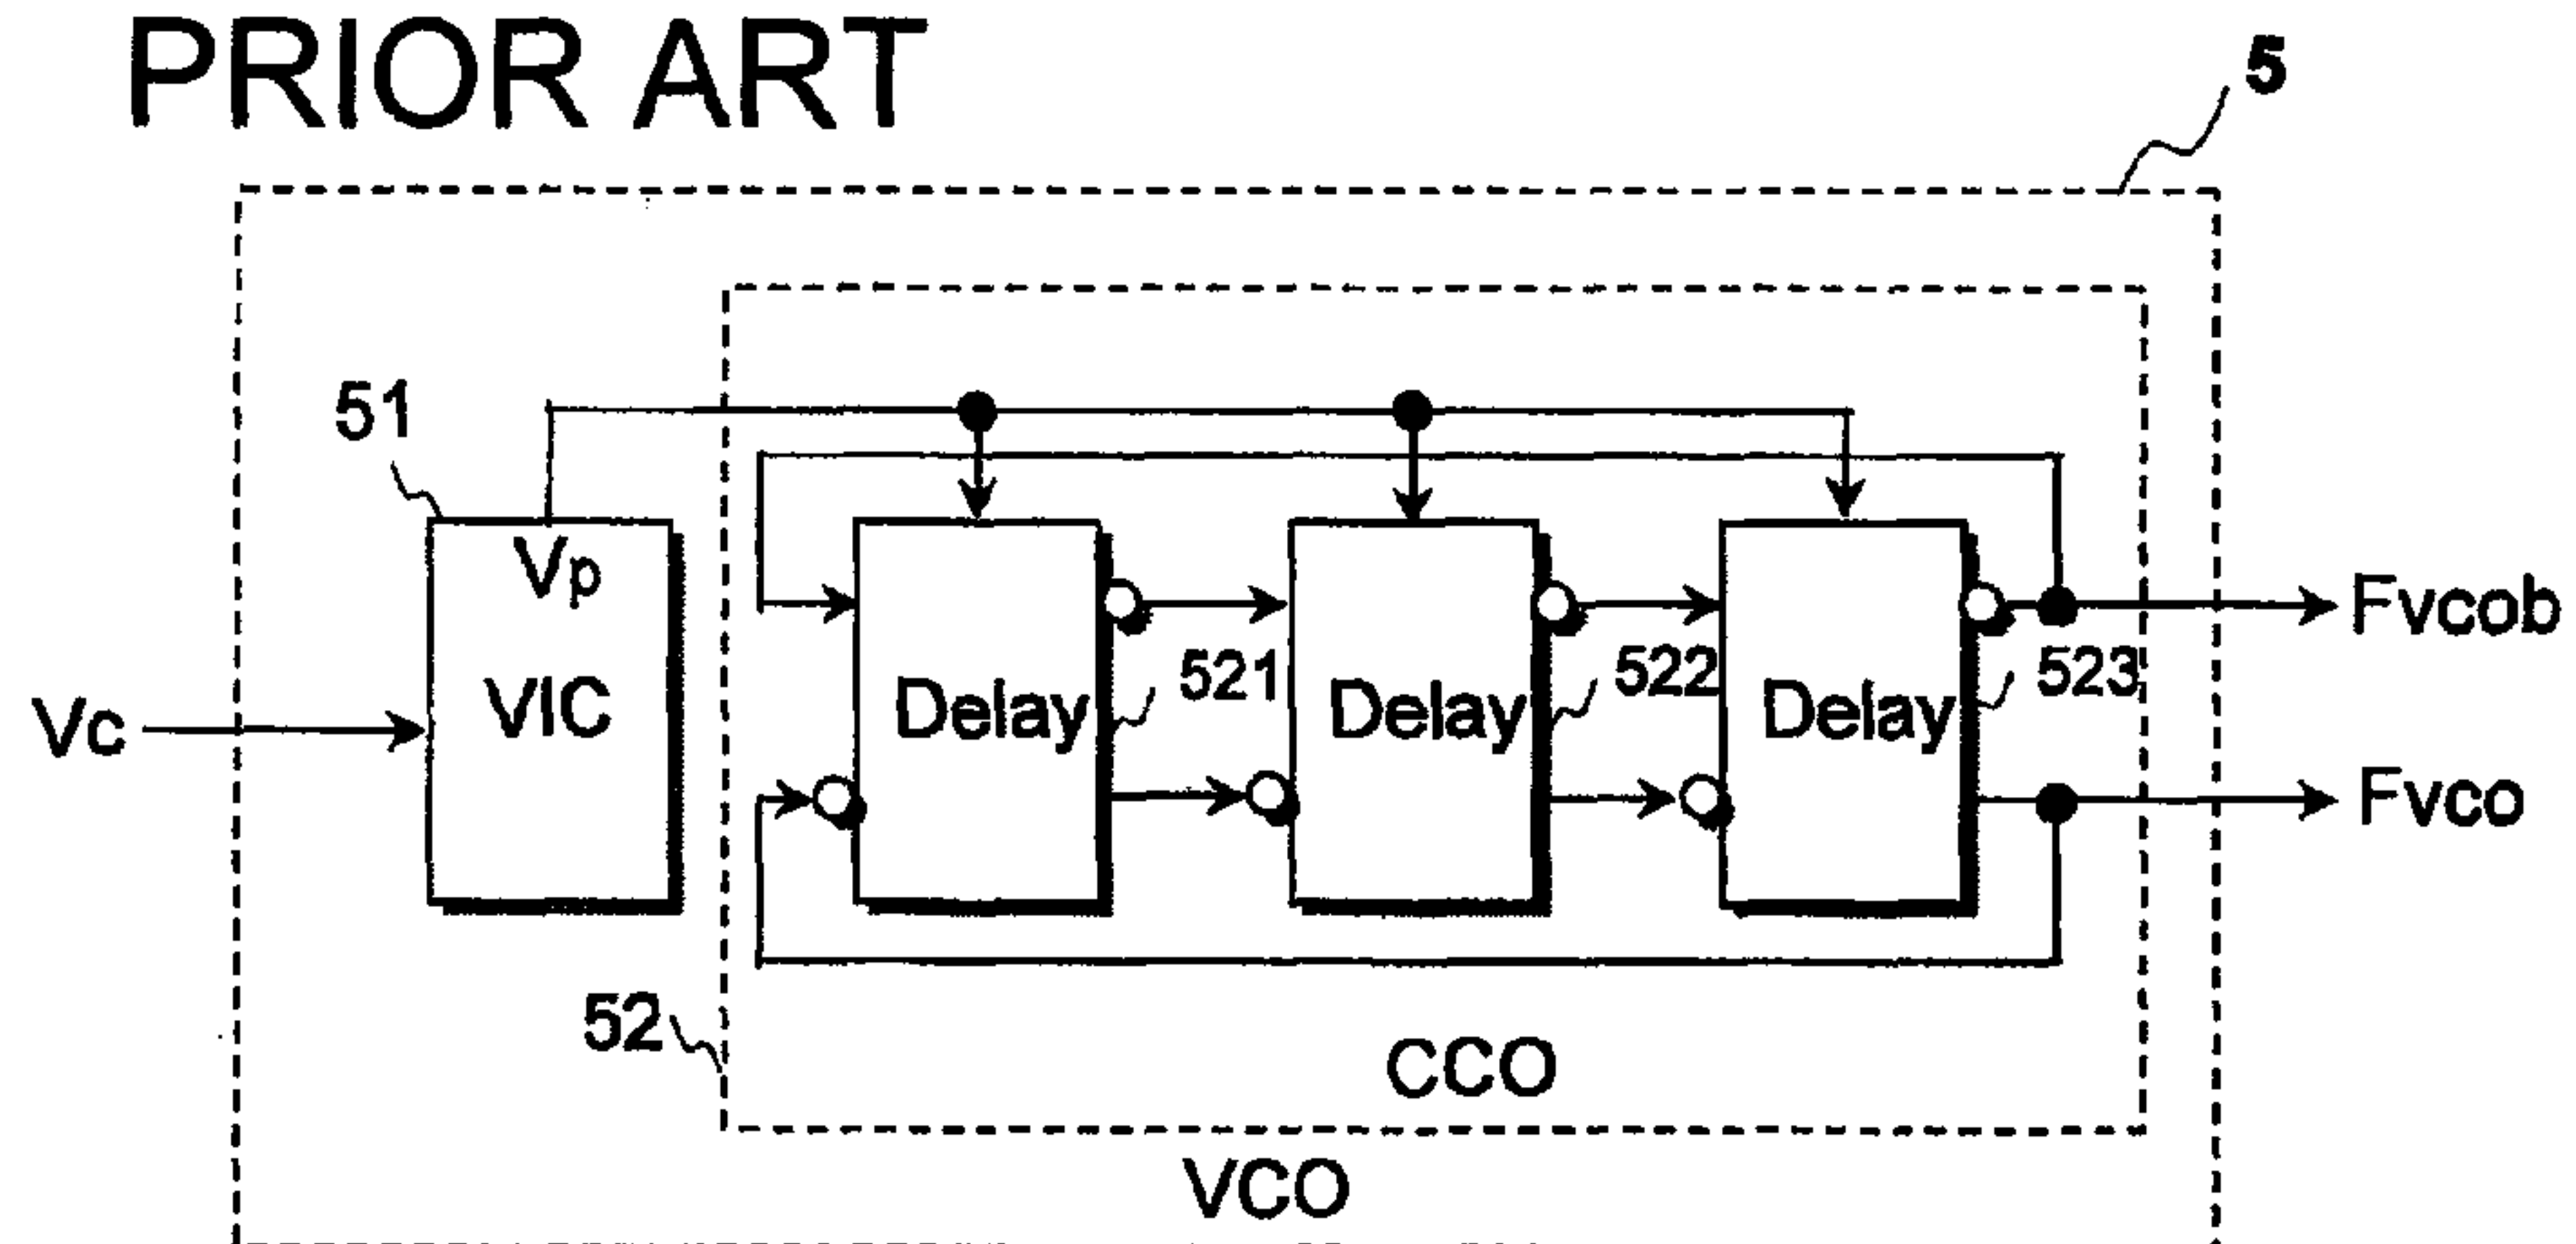 PRIOR ART
5
51
Vp
VIC
Vc
Delay
521
Delay
522
Delay
523
Fvcob
Fvco
52
CCO
VCO